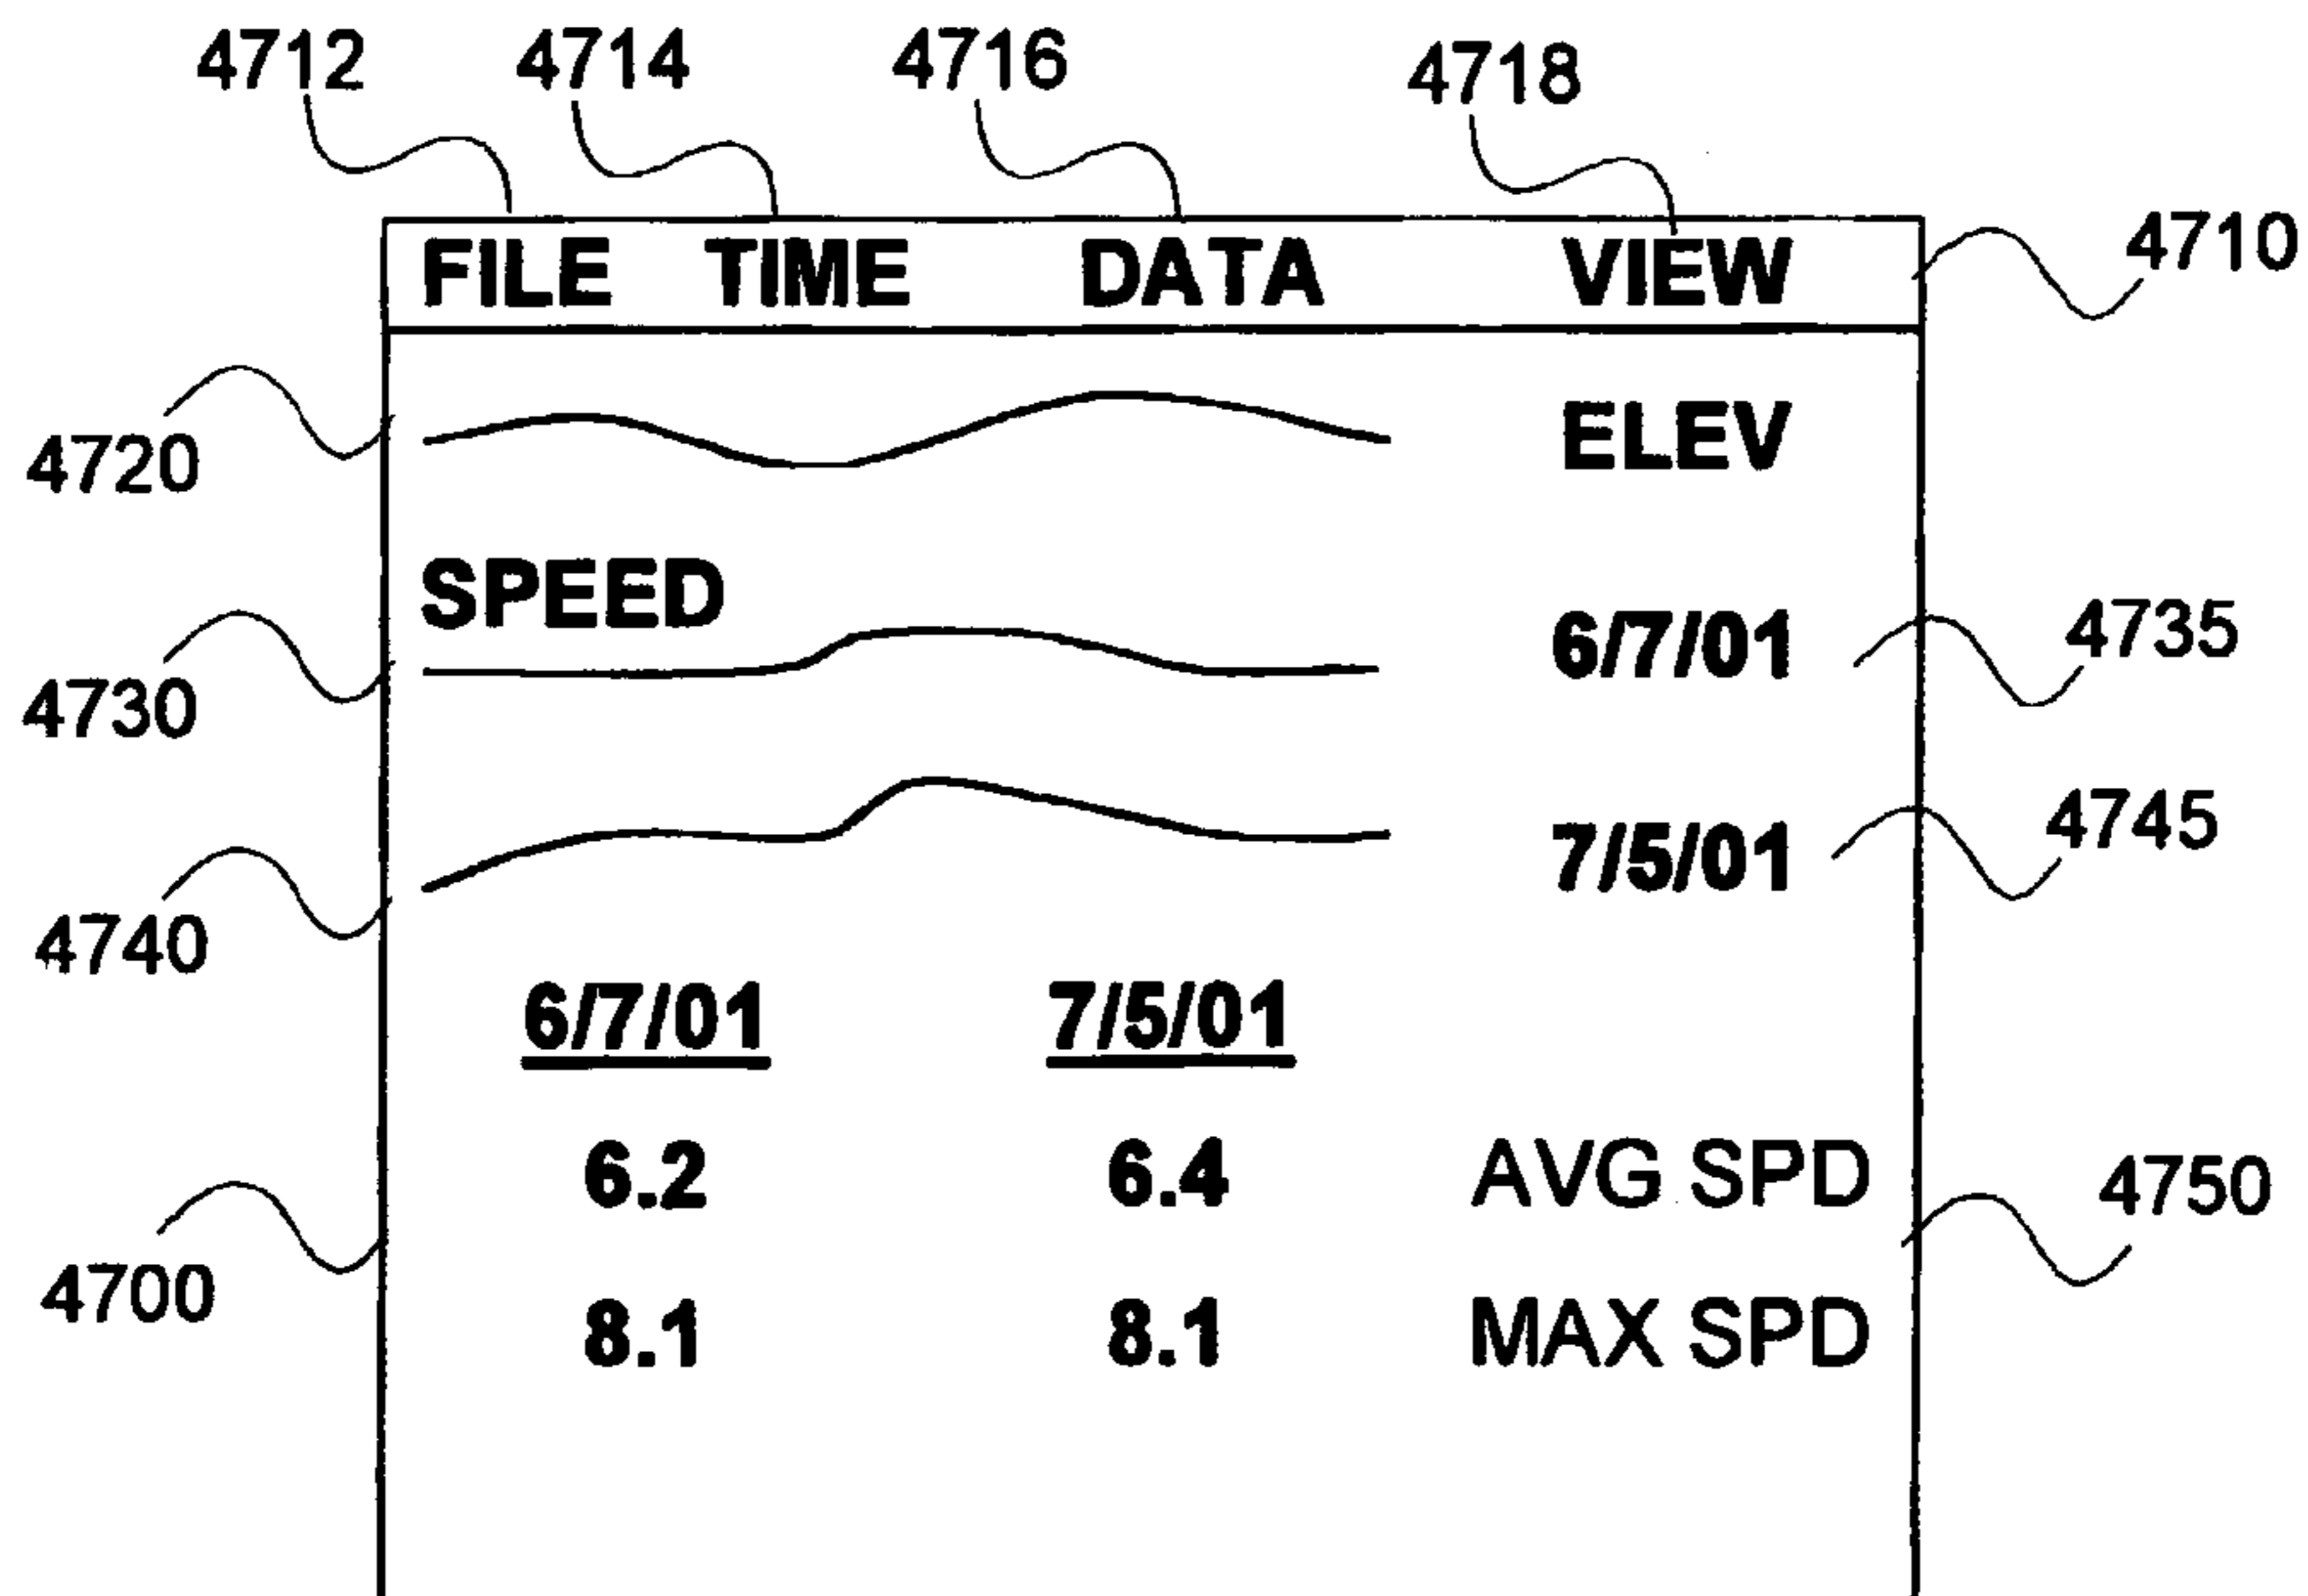 4712 4714 4716 4718
FILE TIME DATA VIEW 4710
4720 ELEV
SPEED
4730 6/7/01 4735
4740 7/5/01 4745
6/7/01 7/5/01
6.2 6.4 AVG SPD 4750
4700
8.1 8.1 MAX SPD